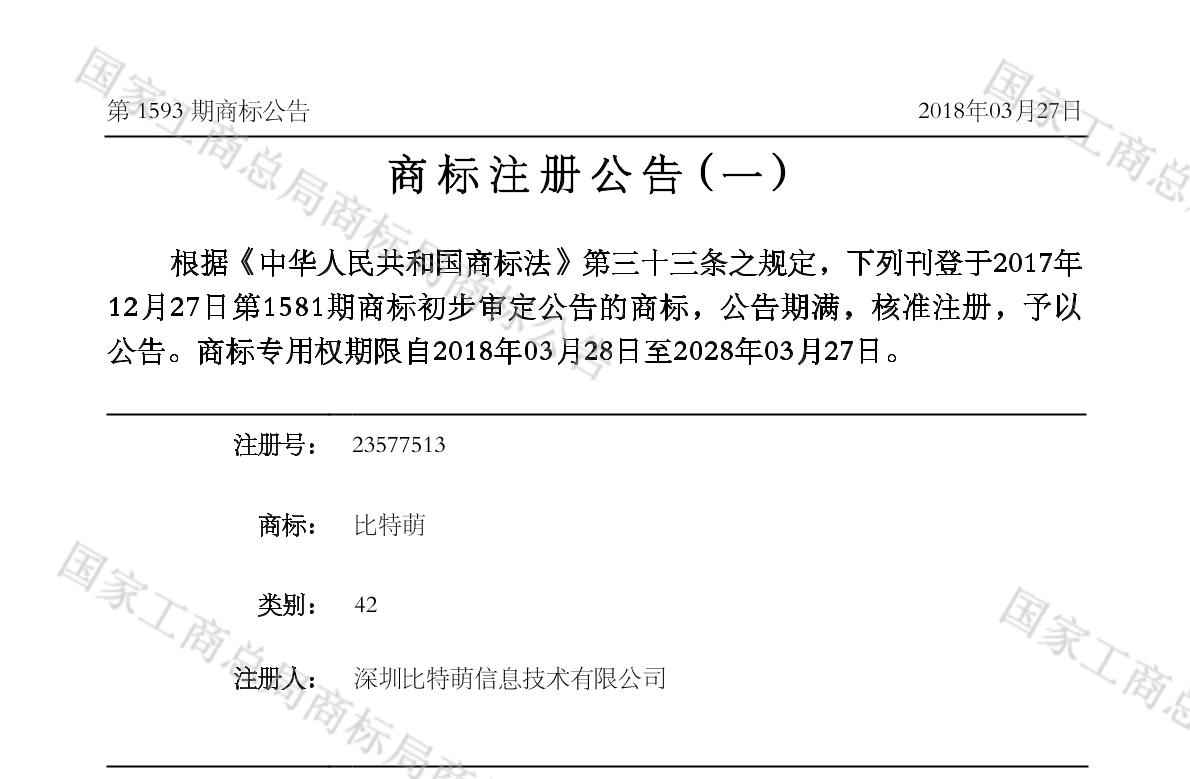 第 1593 期商标公告
2018年03月27日
商标注册公告(一)
根据《中华人民共和国商标法》第三十三条之规定，下列刊登于2017年
12月27日第1581期商标初步审定公告的商标，公告期满，核准注册，予以
公告。商标专用权期限自2018年03月28日至2028年03月27日。
注册号： 23577513
商标： 比特萌
类别： 42
注册人： 深圳比特萌信息技术有限公司
国家工商总局商标局商标公告
国家工商总
国家工商总局商标局商
国家工商总